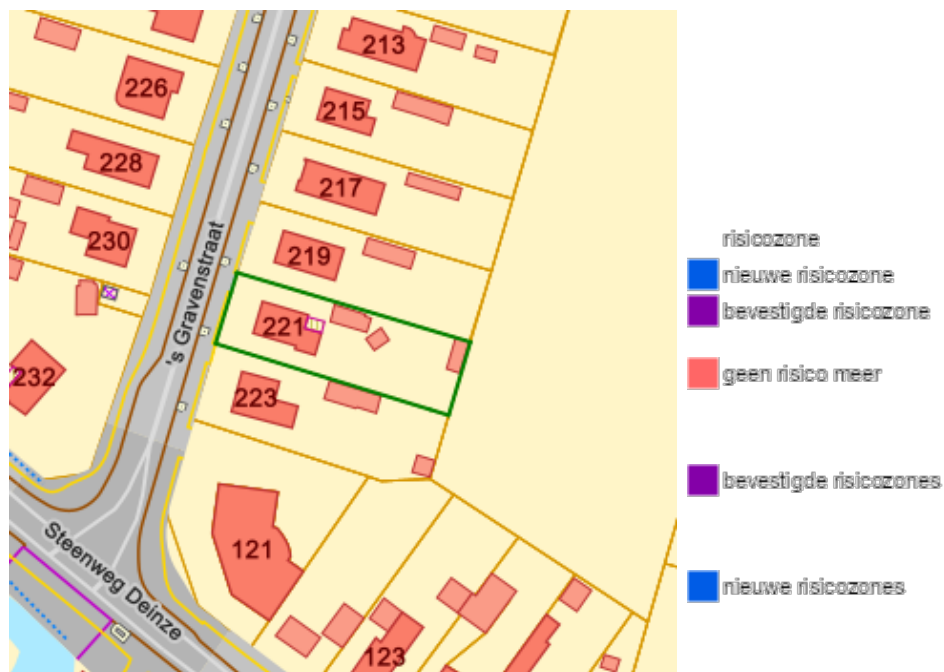 213
226
215
228
217
230
219
's Gravenstraat
221
232
223
121
Steenweg Deinze
123
risicozone
nieuwe risicozone
bevestigde risicozone
geen risico meer
bevestigde risicozones
nieuwe risicozones